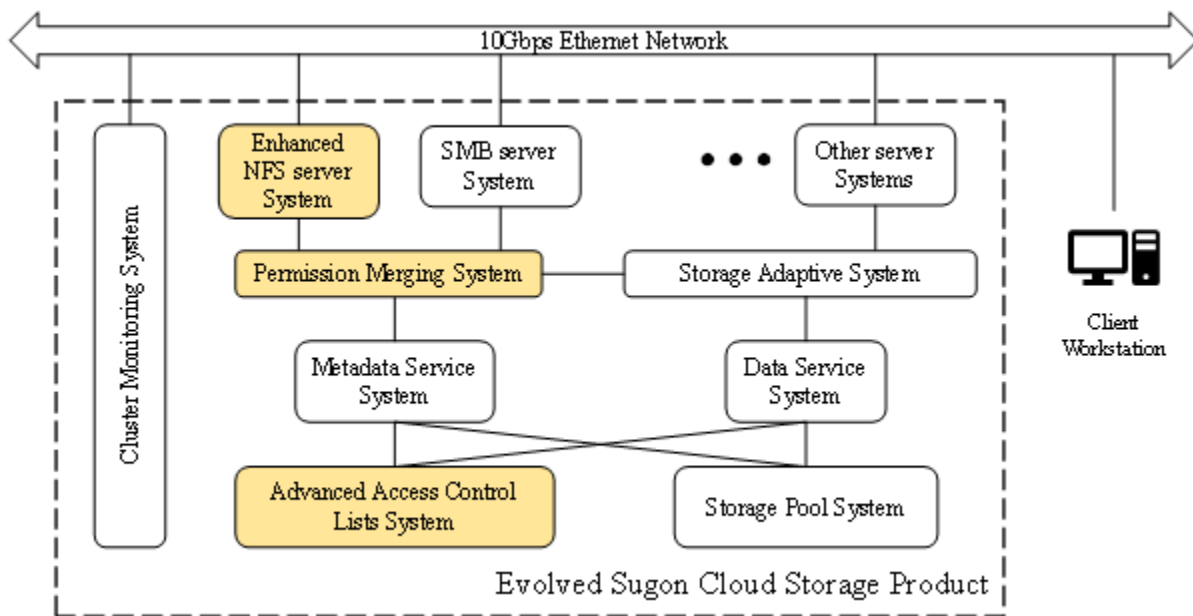 10Gbps Ethernet Network
Cluster Monitoring System
Enhanced
NFS server
System
SMB server
System
Other server
Systems
Permission Merging System
Storage Adaptive System
Metadada Service
System
Data Service
System
Advanced Access Control
Lists System
Storage Pool System
Client
Workstation
Evolved Sugon Cloud Storage Product